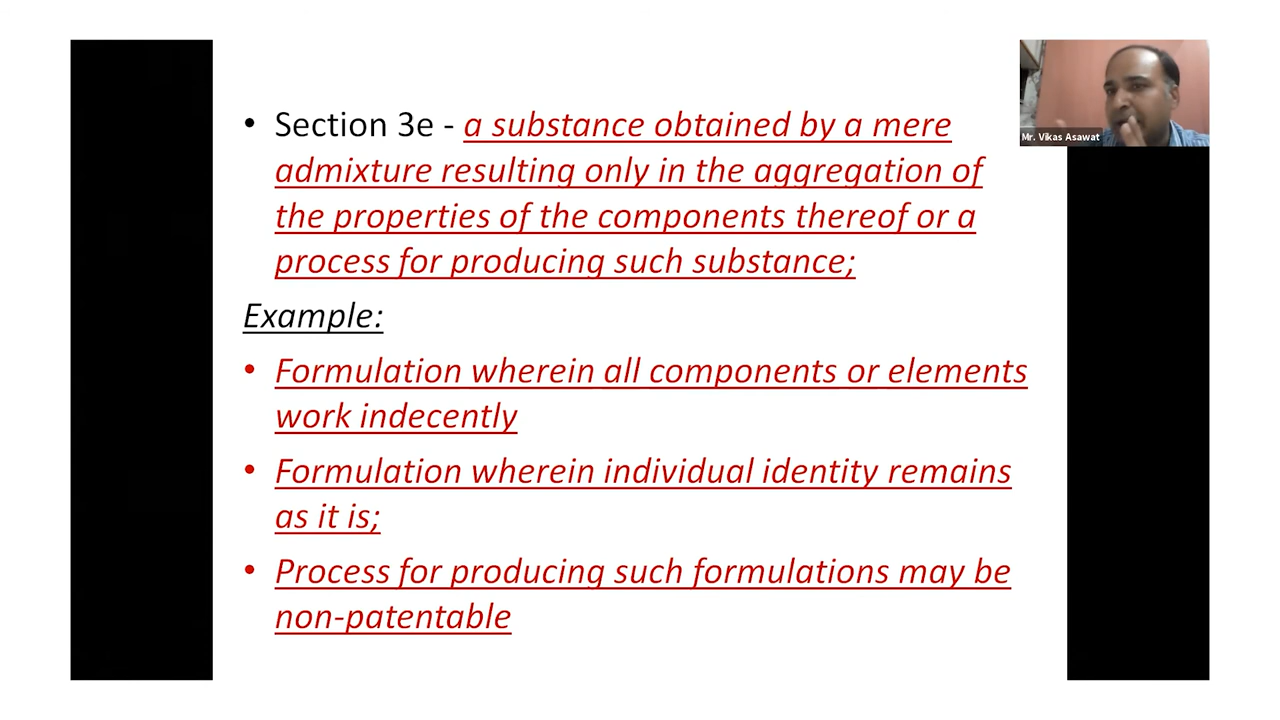 • Section 3e - a substance obtained by a mere
admixture resulting only in the aggregation of
the properties of the components thereof or a
process for producing such substance;
Example:
• Formulation wherein all components or elements
work indecently
• Formulation wherein individual identity remains
as it is;
• Process for producing such formulations may be
non-patentable
Mr. Vikas Asawat